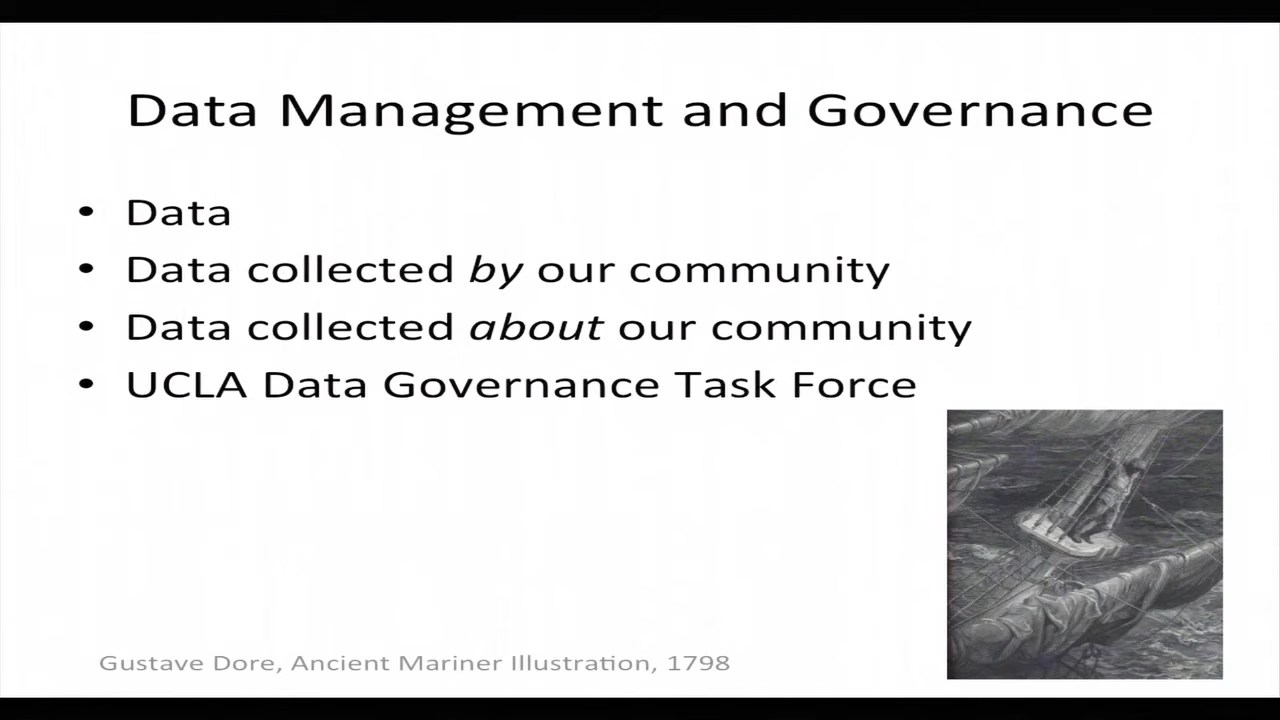 Data Management and Governance
• Data
• Data collected by our community
• Data collected about our community
• UCLA Data Governance Task Force
Gustave Dore, Ancient Mariner Illustration, 1798